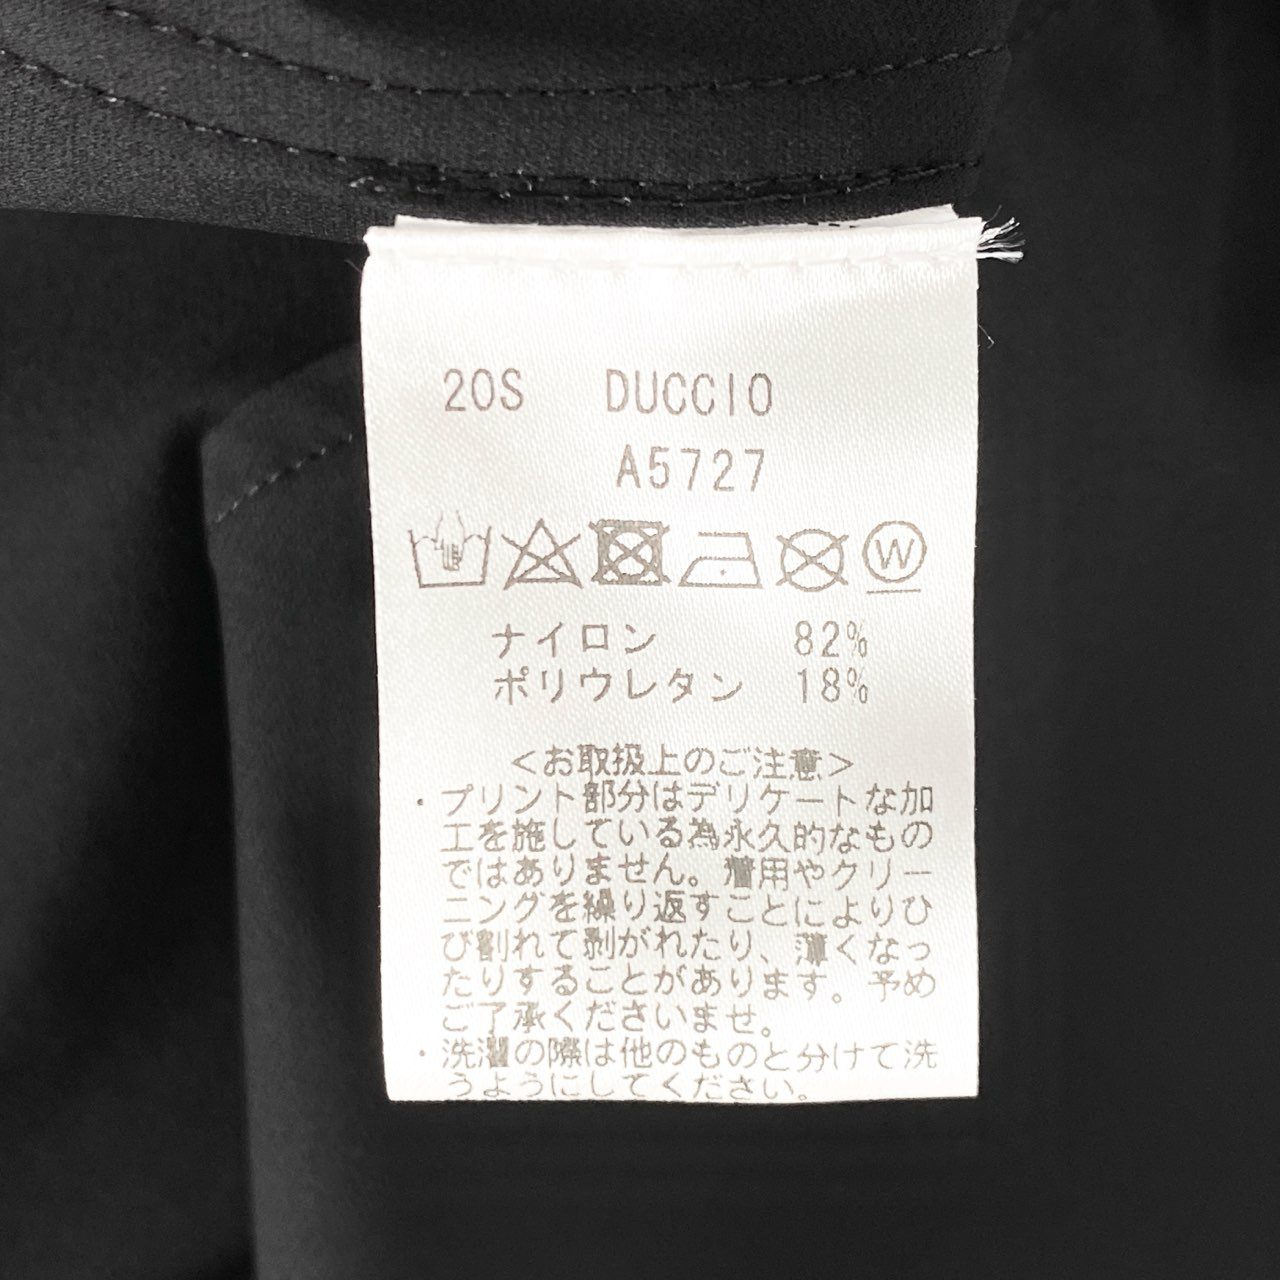 20S DUCCIO
A5727
W
ナイロン 82%
ポリウレタン 18%
＜お取扱上のご注意＞
・プリント部分はデリケートな加
工を施している為永久的なもの
ではありません。着用やクリー
ニングを繰り返すことによりひ
び割れて剥がれたり、薄くなっ
たりすることがあります。予め
ご了承くださいませ。
・洗濯の際は他のものと分けて洗
うようにしてください。